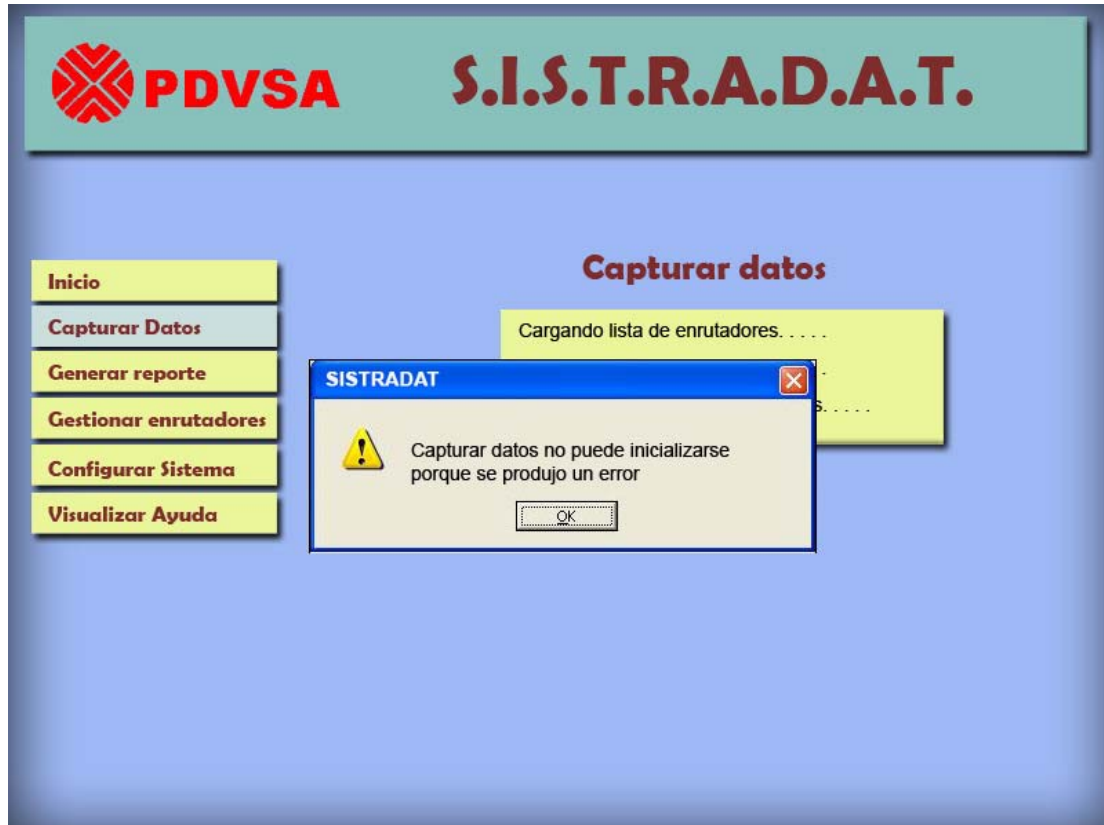 PDVSA
S.I.S.T.R.A.D.A.T.
Inicio
Capturar Datos
Generar reporte
Gestionar enrutadores
Configurar Sistema
Visualizar Ayuda
Capturar datos
Cargando lista de enrutadores. . . . .
.
s. . . . .
SISTRADAT
Capturar datos no puede inicializarse
porque se produjo un error
OK